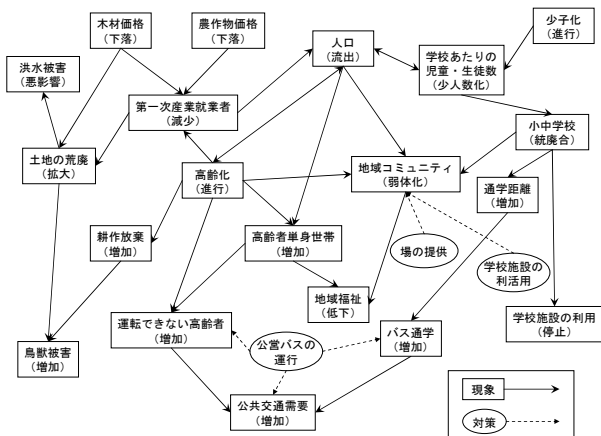 木材価格
(下落)
農作物価格
(下落)
人口
(流出)
少子化
(進行)
学校あたりの
児童・生徒数
(少人数化)
洪水被害
(悪影響)
第一次産業就業者
(減少)
小中学校
(統廃合)
土地の荒廃
(拡大)
高齢化
(進行)
地域コミュニティ
(弱体化)
通学距離
(増加)
耕作放棄
(増加)
高齢者単身世帯
(増加)
場の提供
学校施設の
利活用
地域福祉
(低下)
学校施設の利用
(停止)
運転できない高齢者
(増加)
公営バスの
運行
バス通学
(増加)
鳥獣被害
(増加)
公共交通需要
(増加)
現象
対策